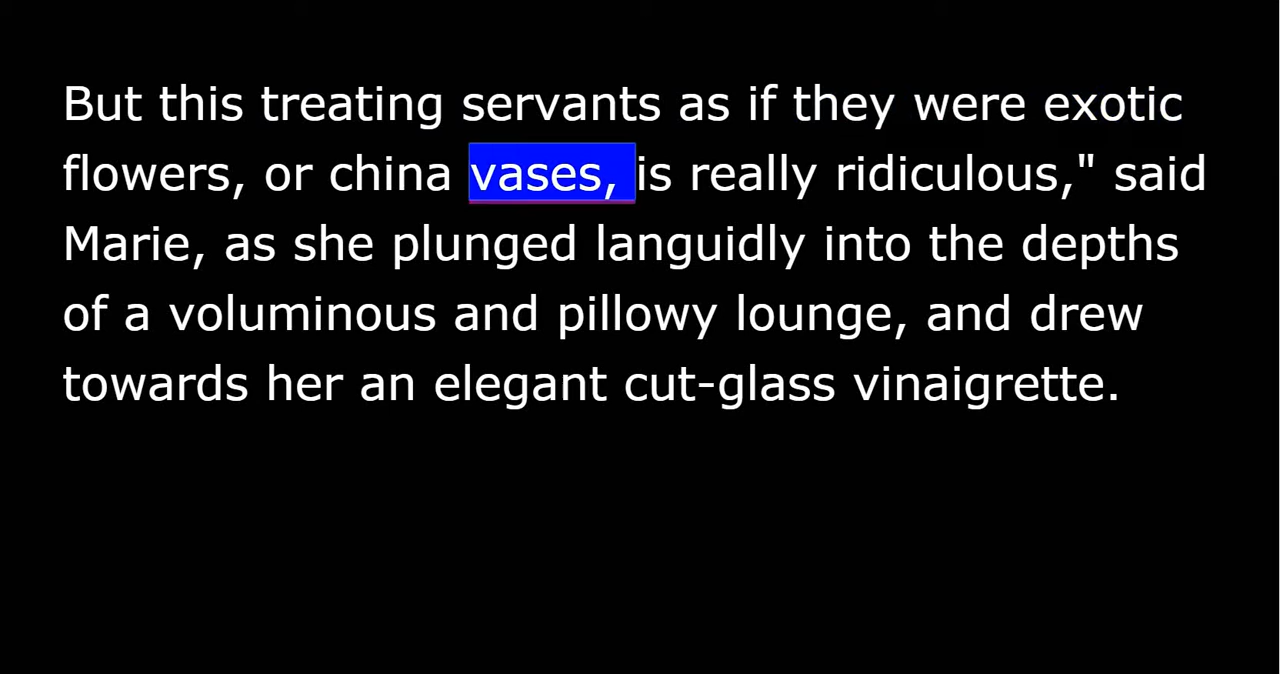 But this treating servants as if they were exotic
flowers, or china vases, is really ridiculous," said
Marie, as she plunged languidly into the depths
of a voluminous and pillowy lounge, and drew
towards her an elegant cut-glass vinaigrette.